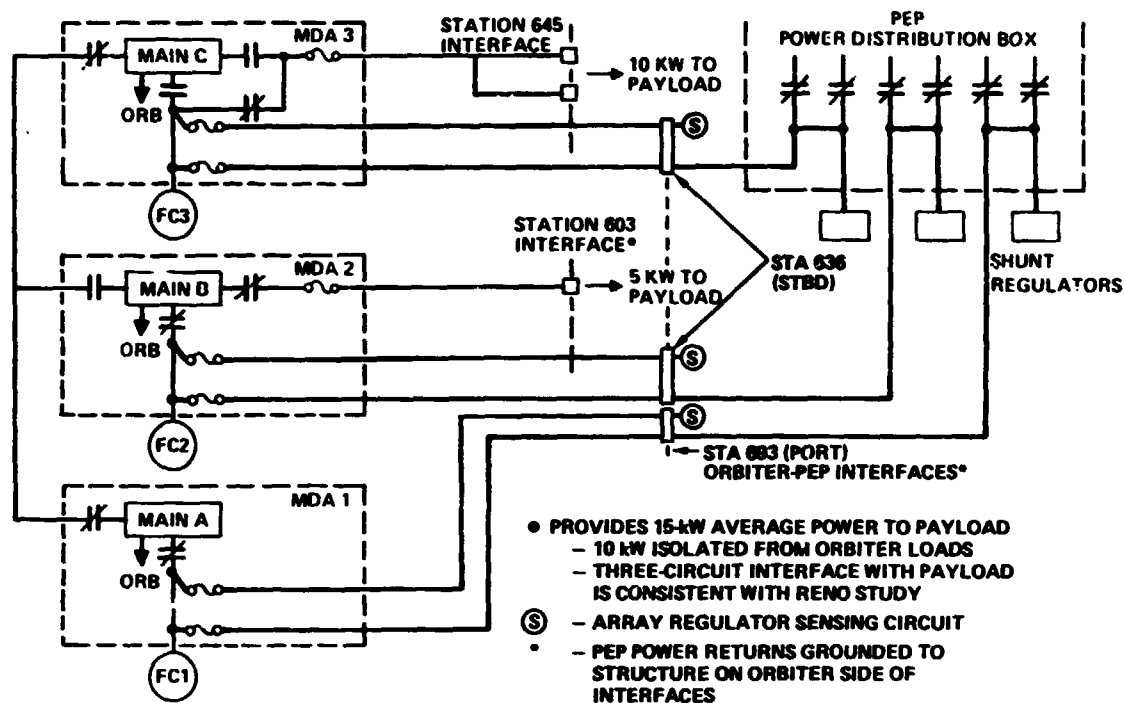 MDA 3
MAIN C
ORB
FC3
STATION 645
INTERFACE
10 KW TO
PAYLOAD
S
PEP
POWER DISTRIBUTION BOX
SHUNT
REGULATORS
STATION 603
INTERFACE*
5 KW TO
PAYLOAD
STA 636
(STBD)
MDA 2
MAIN B
ORB
FC2
S
S
STA 693 (PORT)
ORBITER-PEP INTERFACES*
MDA 1
MAIN A
ORB
FC1
● PROVIDES 15-kW AVERAGE POWER TO PAYLOAD
– 10 kW ISOLATED FROM ORBITER LOADS
– THREE-CIRCUIT INTERFACE WITH PAYLOAD
IS CONSISTENT WITH RENO STUDY
Ⓢ – ARRAY REGULATOR SENSING CIRCUIT
* – PEP POWER RETURNS GROUNDED TO
STRUCTURE ON ORBITER SIDE OF
INTERFACES